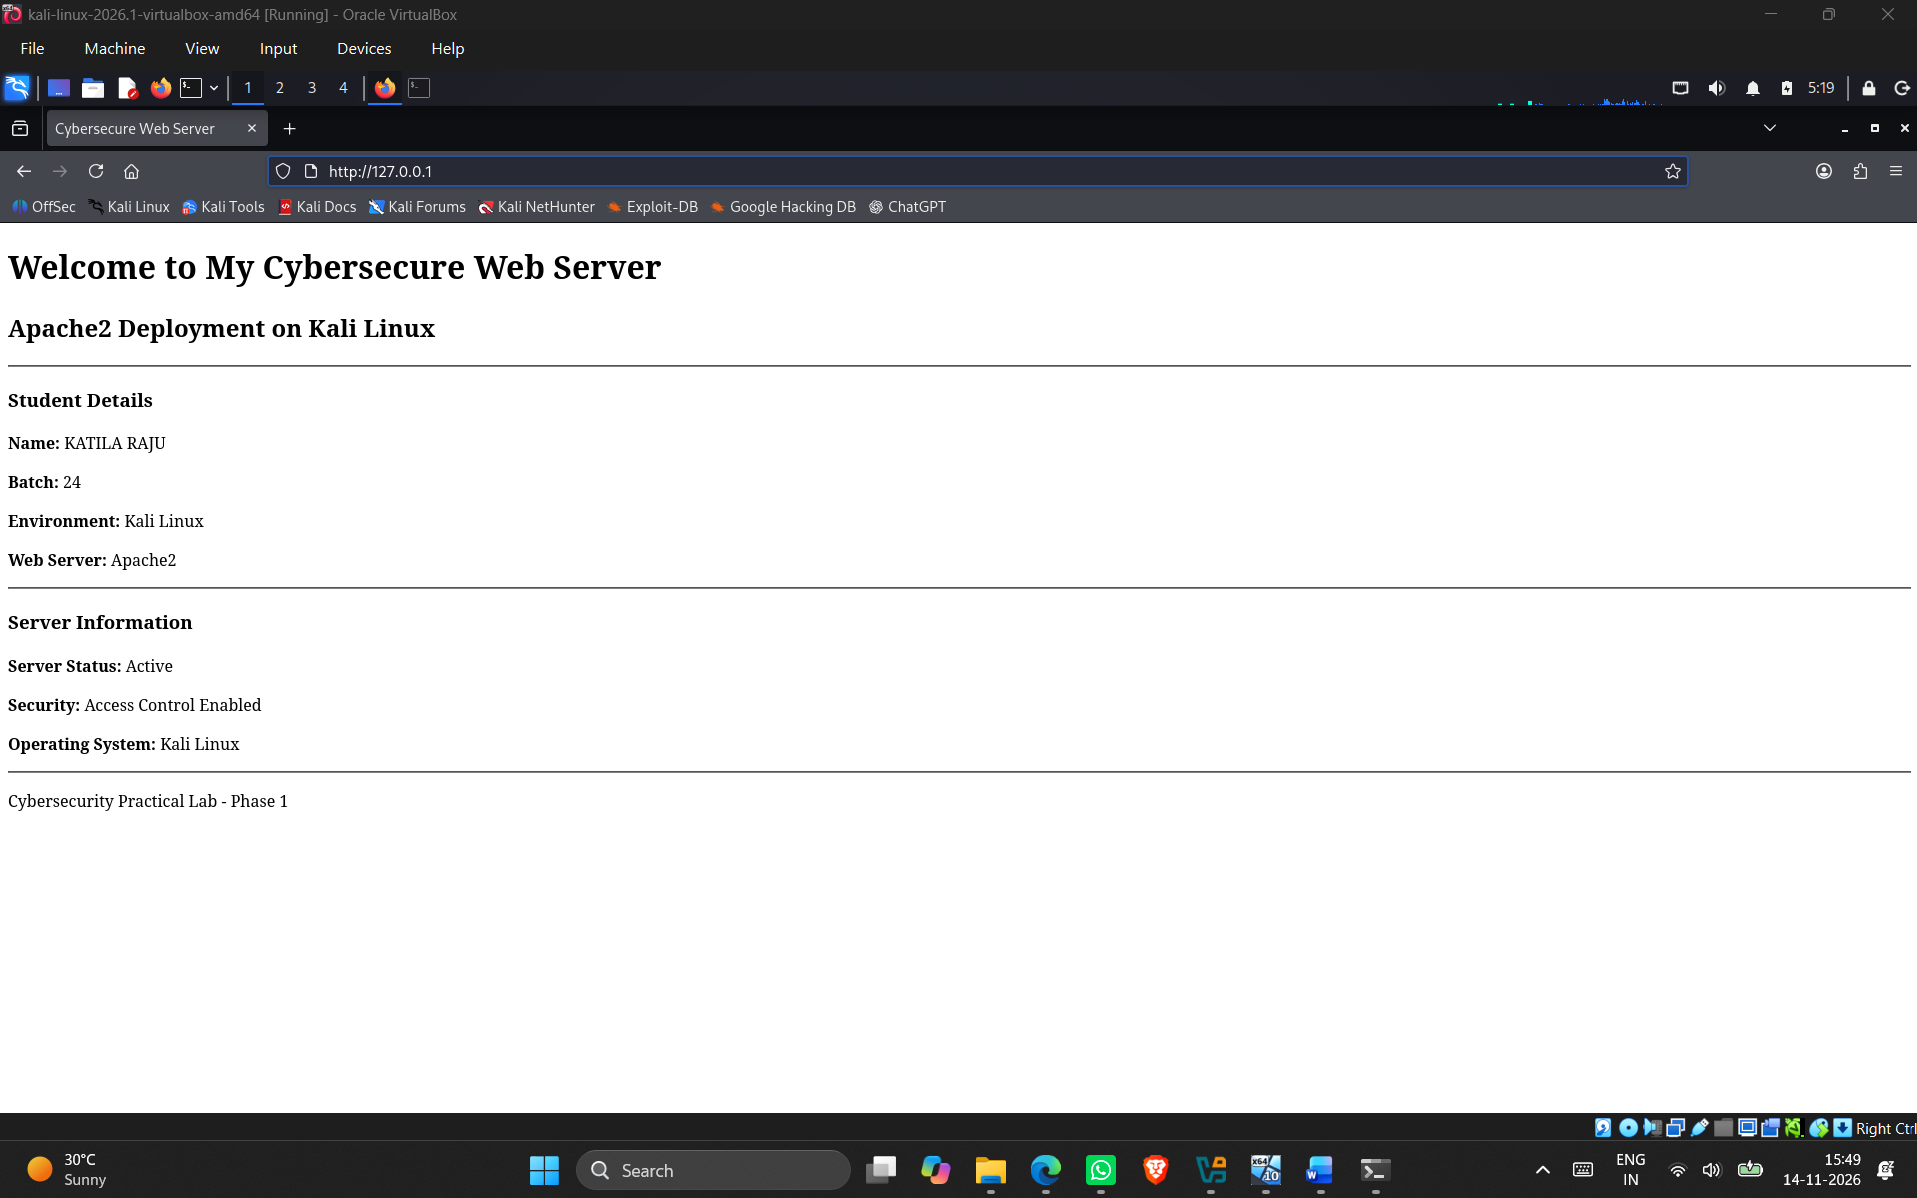 kali-linux-2026.1-virtualbox-amd64 [Running] - Oracle VirtualBox
File Machine View Input Devices Help
1 2 3 4 5:19
Cybersecure Web Server
http://127.0.0.1
OffSec Kali Linux Kali Tools Kali Docs Kali Forums Kali NetHunter Exploit-DB Google Hacking DB ChatGPT
Welcome to My Cybersecure Web Server
Apache2 Deployment on Kali Linux
Student Details
Name: KATILA RAJU
Batch: 24
Environment: Kali Linux
Web Server: Apache2
Server Information
Server Status: Active
Security: Access Control Enabled
Operating System: Kali Linux
Cybersecurity Practical Lab - Phase 1
Right Ctrl
30°C
Sunny
Search
ENG
IN
15:49
14-11-2026